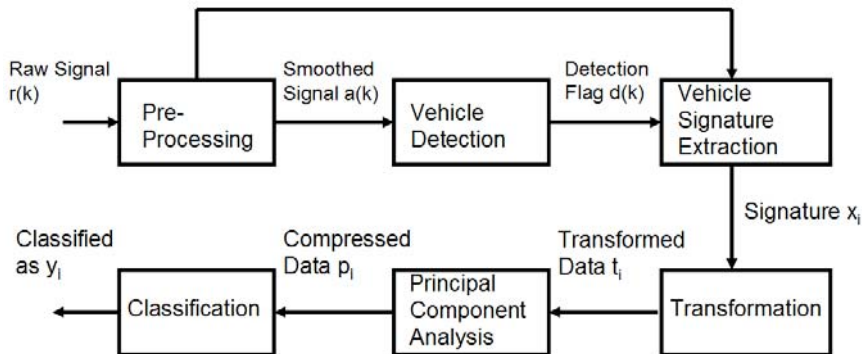 Raw Signal
r(k)
Pre-
Processing
Smoothed
Signal a(k)
Vehicle
Detection
Detection
Flag d(k)
Vehicle
Signature
Extraction
Signature xᵢ
Transformation
Transformed
Data tᵢ
Principal
Component
Analysis
Compressed
Data pᵢ
Classification
Classified
as yᵢ